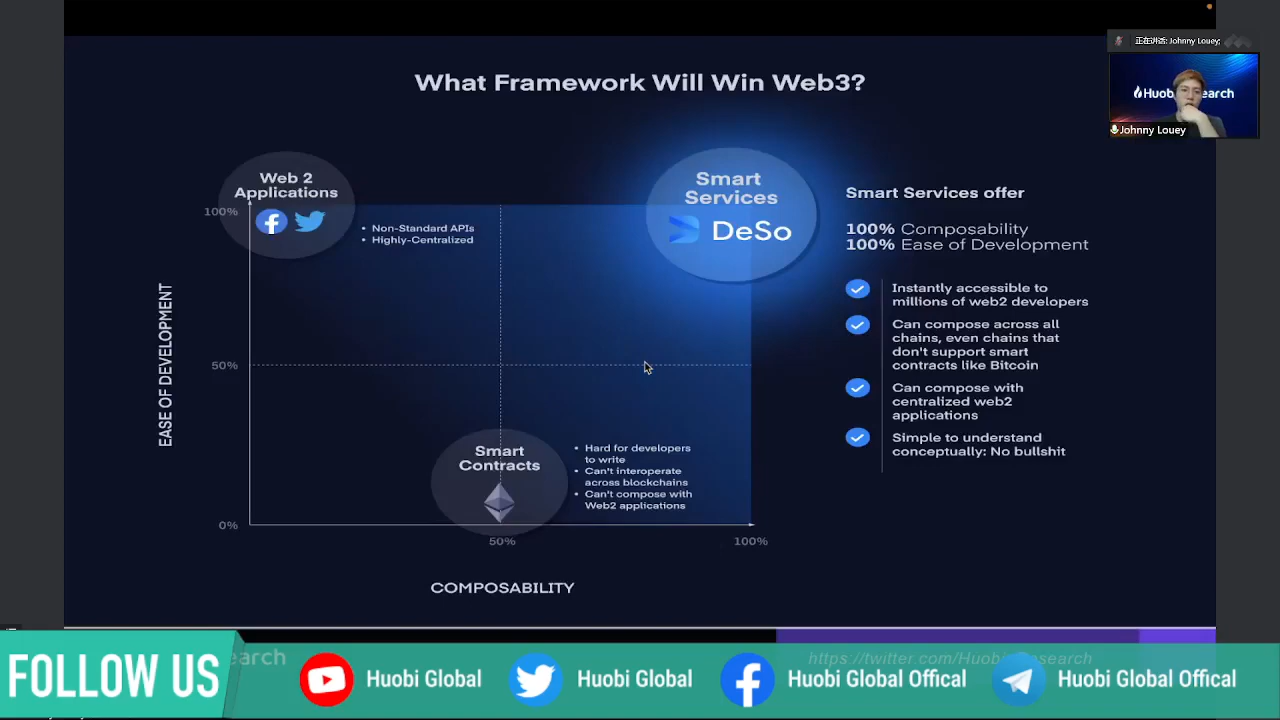 What Framework Will Win Web3?
正在讲话: Johnny Louey;
Huob
earch
Johnny Louey
Web 2
Applications
100%
• Non-Standard APIs
• Highly-Centralized
Smart
Services
DeSo
EASE OF DEVELOPMENT
50%
Smart
Contracts
• Hard for developers
to write
• Can't interoperate
across blockchains
• Can't compose with
Web2 applications
0%
50%
100%
COMPOSABILITY
Smart Services offer
100% Composability
100% Ease of Development
Instantly accessible to
millions of web2 developers
Can compose across all
chains, even chains that
don't support smart
contracts like Bitcoin
Can compose with
centralized web2
applications
Simple to understand
conceptually: No bullshit
earch
https://twitter.com/HuobiResearch
FOLLOW US
Huobi Global
Huobi Global
Huobi Global Offical
Huobi Global Offical